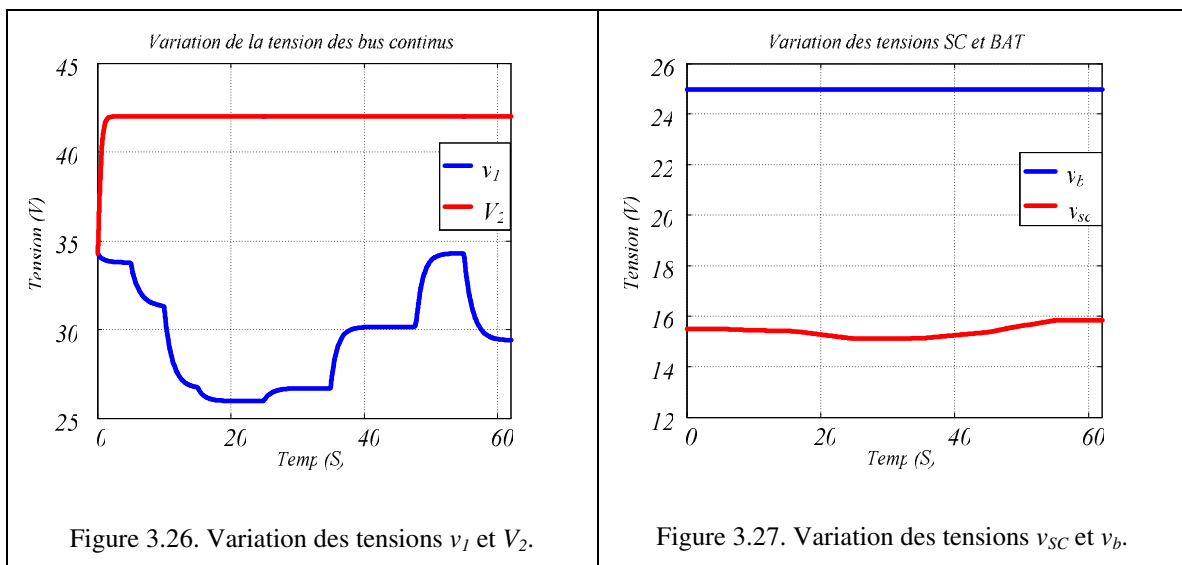 Variation de la tension des bus continus
45
40
35
30
25
0
20
40
60
Tension (V)
Temp (S)
v1
V2
Figure 3.26. Variation des tensions v1 et V2.
Variation des tensions SC et BAT
26
24
22
20
18
16
14
12
0
20
40
60
Tension (V)
Temp (S)
vb
vsc
Figure 3.27. Variation des tensions vSC et vb.